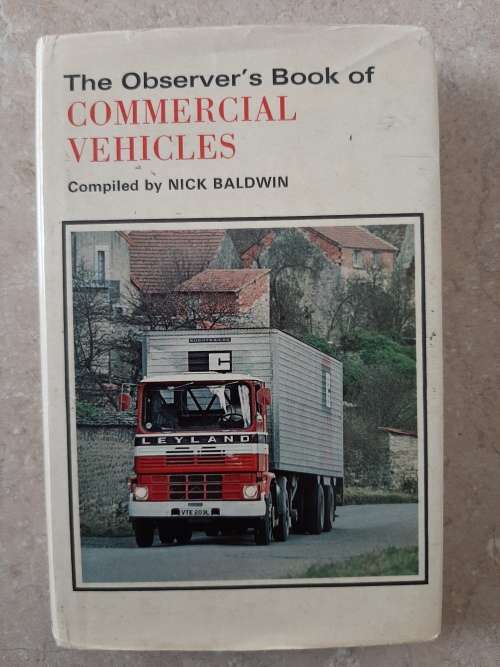 The Observer's Book of
COMMERCIAL
VEHICLES
Compiled by NICK BALDWIN
LEYLAND